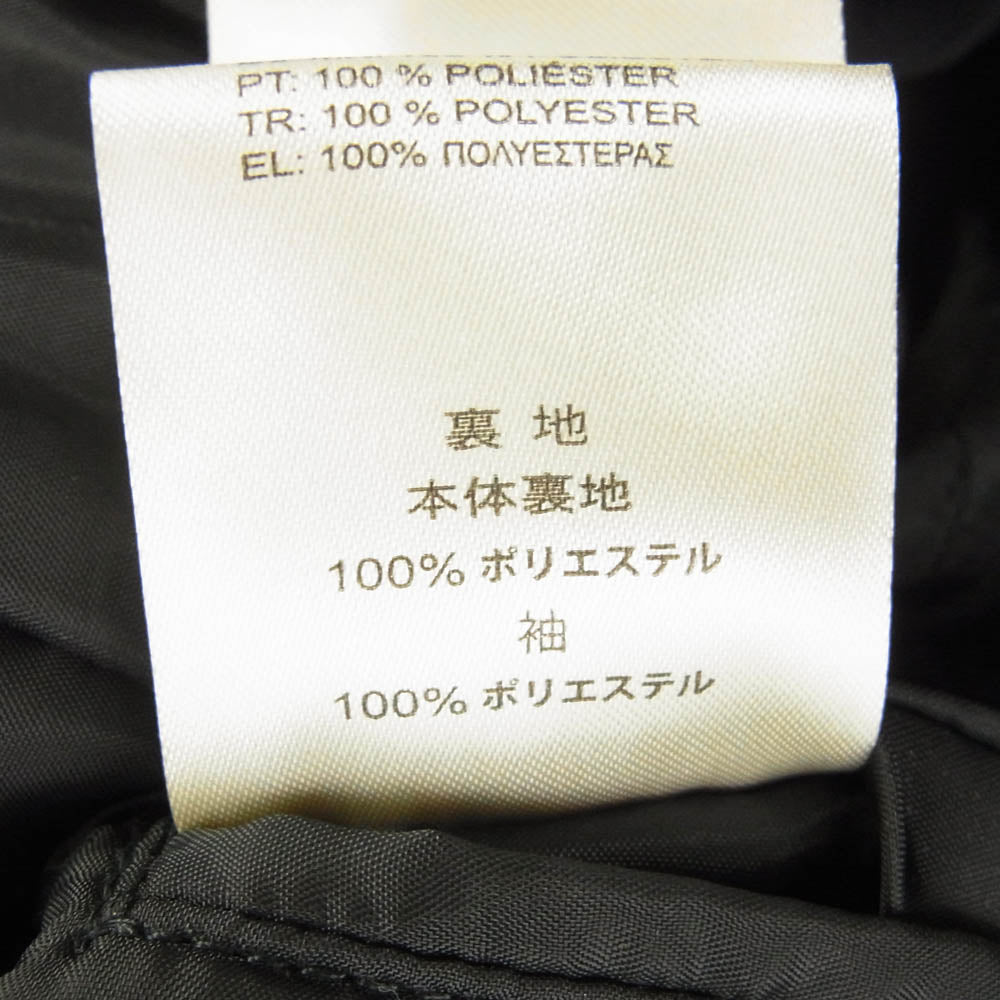 PT: 100 % POLIÉSTER
TR: 100 % POLYESTER
EL: 100% ΠΟΛΥΕΣΤΕΡΑΣ
裏 地
本体裏地
100% ポリエステル
袖
100% ポリエステル